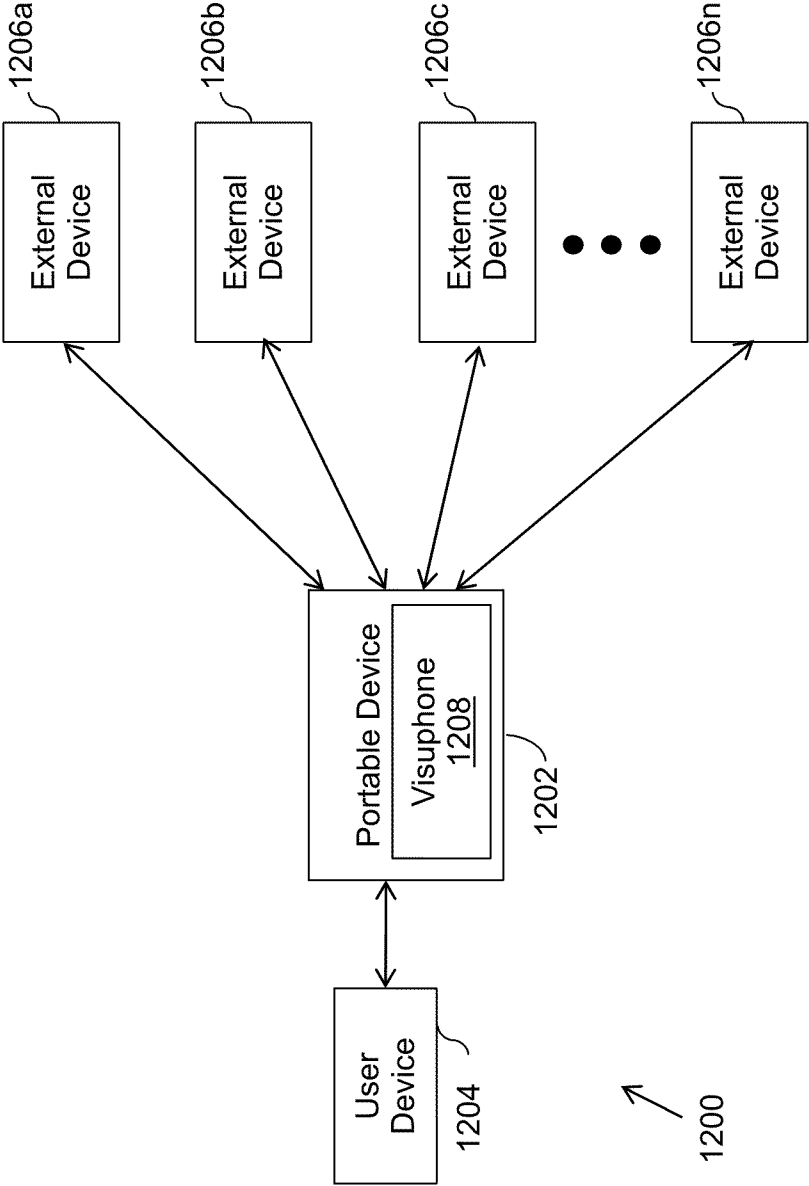 1206a
External
Device
1206b
External
Device
1206c
External
Device
1206n
External
Device
Portable Device
Visuphone
1208
1202
User
Device
1204
1200